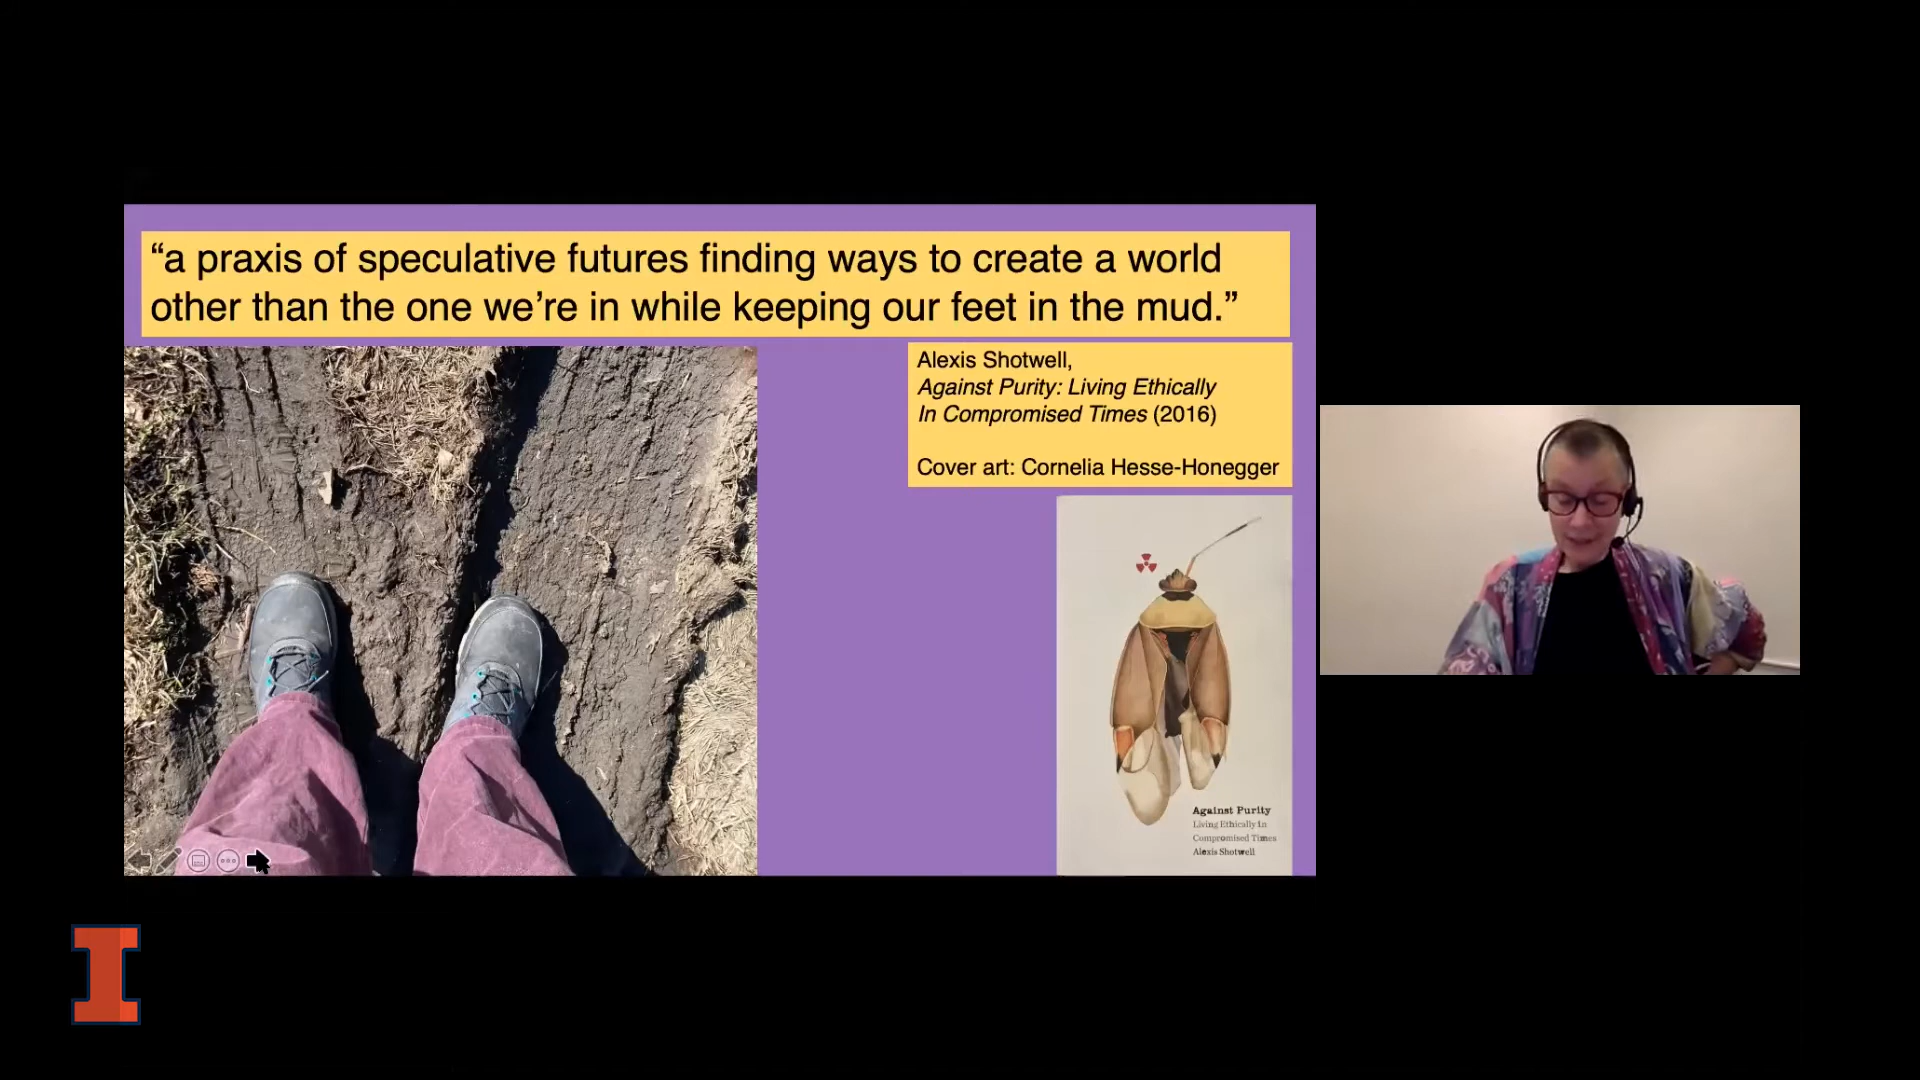 “a praxis of speculative futures finding ways to create a world
other than the one we’re in while keeping our feet in the mud.”
Alexis Shotwell,
Against Purity: Living Ethically
In Compromised Times (2016)
Cover art: Cornelia Hesse-Honegger
Against Purity
Living Ethically in
Compromised Times
Alexis Shotwell
I